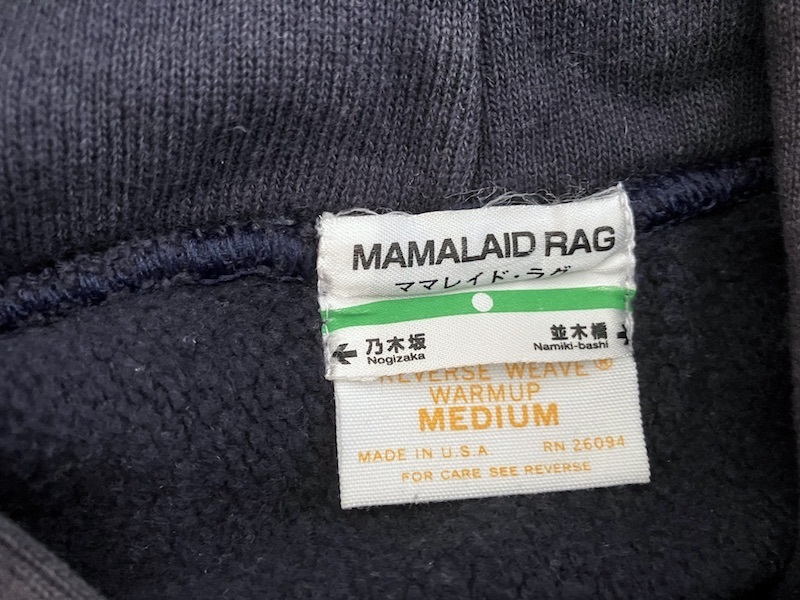 MAMALAID RAG
ママレイド・ラグ
← 乃木坂 並木橋 →
Nogizaka Namiki-bashi
REVERSE WEAVE®
WARMUP
MEDIUM
MADE IN U.S.A. RN 26094
FOR CARE SEE REVERSE